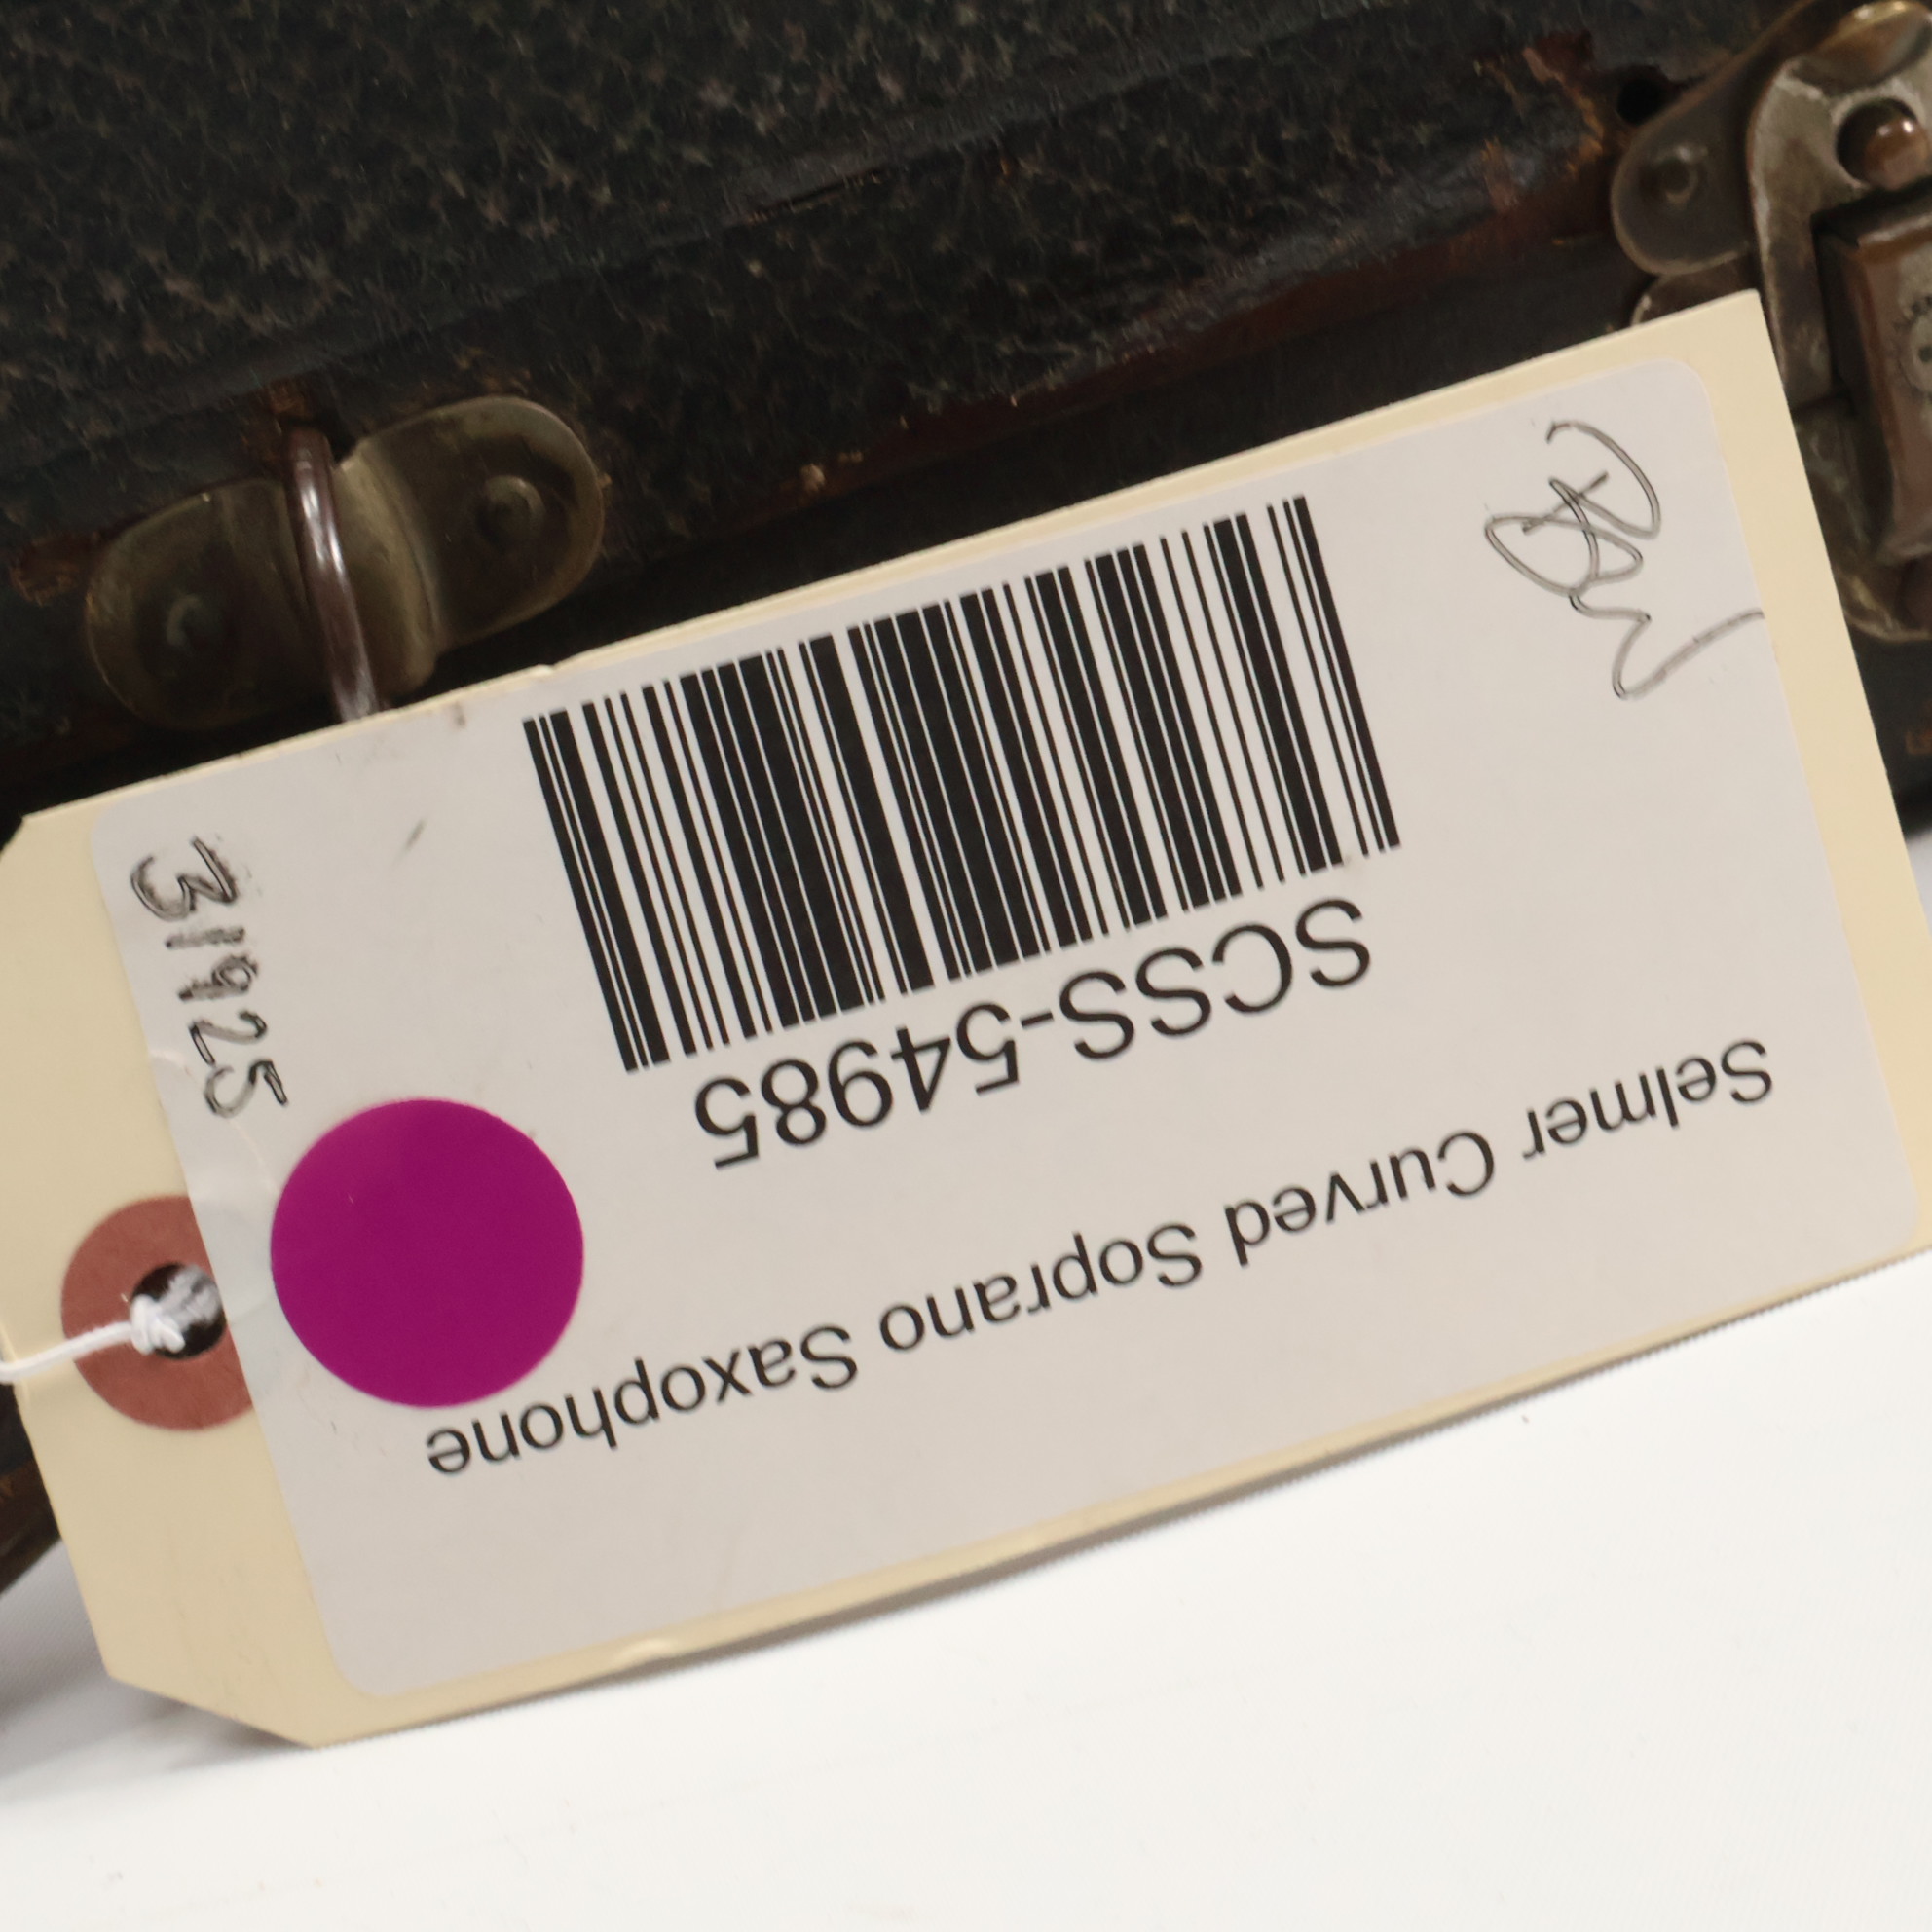 Selmer Curved Soprano Saxophone
SCSS-54985
31925